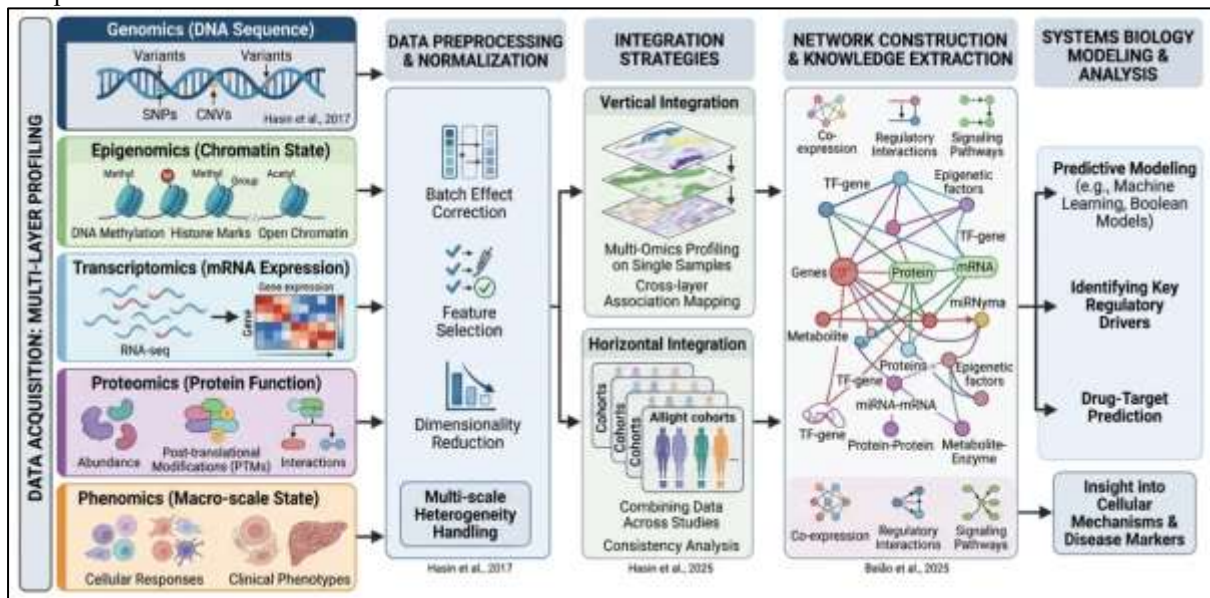 DATA ACQUISITION: MULTI-LAYER PROFILING
Genomics (DNA Sequence)
Variants Variants
SNPs CNVs
Hasin et al., 2017
Epigenomics (Chromatin State)
Methyl Methyl Group Acetyl
DNA Methylation Histone Marks Open Chromatin
Transcriptomics (mRNA Expression)
Gene expression
Gene
RNA-seq
Proteomics (Protein Function)
Abundance
Post-translational
Modifications (PTMs)
Interactions
Phenomics (Macro-scale State)
Cellular Responses Clinical Phenotypes
DATA PREPROCESSING
& NORMALIZATION
Batch Effect
Correction
Feature
Selection
Dimensionality
Reduction
Multi-scale
Heterogeneity
Handling
Hasin et al., 2017
INTEGRATION
STRATEGIES
Vertical Integration
Multi-Omics Profiling
on Single Samples
Cross-layer
Association Mapping
Horizontal Integration
Cohorts
Cohorts
Cohorts
Allight cohorts
Combining Data
Across Studies
Consistency Analysis
Hasin et al., 2025
NETWORK CONSTRUCTION
& KNOWLEDGE EXTRACTION
Co-
expression
Regulatory
Interactions
Signaling
Pathways
TF-gene
Epigenetic
factors
TF-gene
Genes
Protein
mRNA
miRNyma
Metabolite
Proteins
Epigenetic
factors
TF-gene
miRNA-mRNA
TF-gene
Protein-Protein
Metabolite-
Enzyme
Co-expression
Regulatory
Interactions
Signaling
Pathways
Beião et al., 2025
SYSTEMS BIOLOGY
MODELING &
ANALYSIS
Predictive Modeling
(e.g., Machine
Learning, Boolean
Models)
Identifying Key
Regulatory
Drivers
Drug-Target
Prediction
Insight into
Cellular
Mechanisms &
Disease Markers